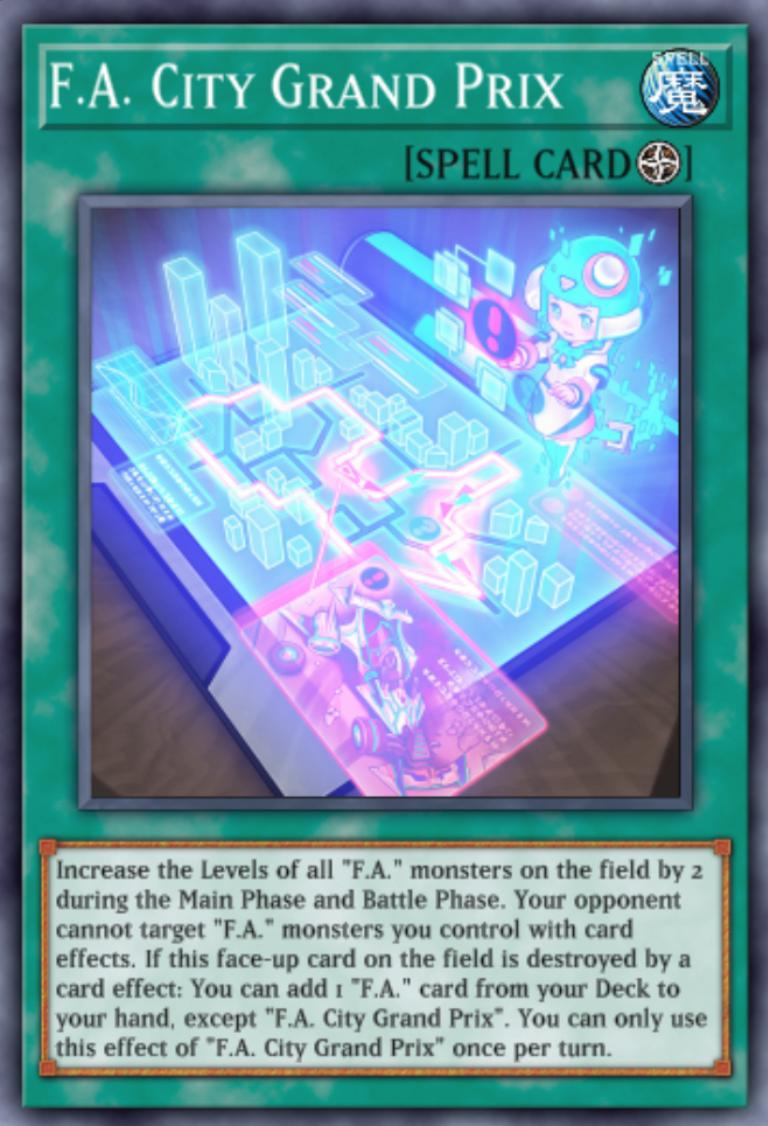 F.A. City Grand Prix
SPELL
魔
[SPELL CARD]
Increase the Levels of all "F.A." monsters on the field by 2
during the Main Phase and Battle Phase. Your opponent
cannot target "F.A." monsters you control with card
effects. If this face-up card on the field is destroyed by a
card effect: You can add 1 "F.A." card from your Deck to
your hand, except "F.A. City Grand Prix". You can only use
this effect of "F.A. City Grand Prix" once per turn.